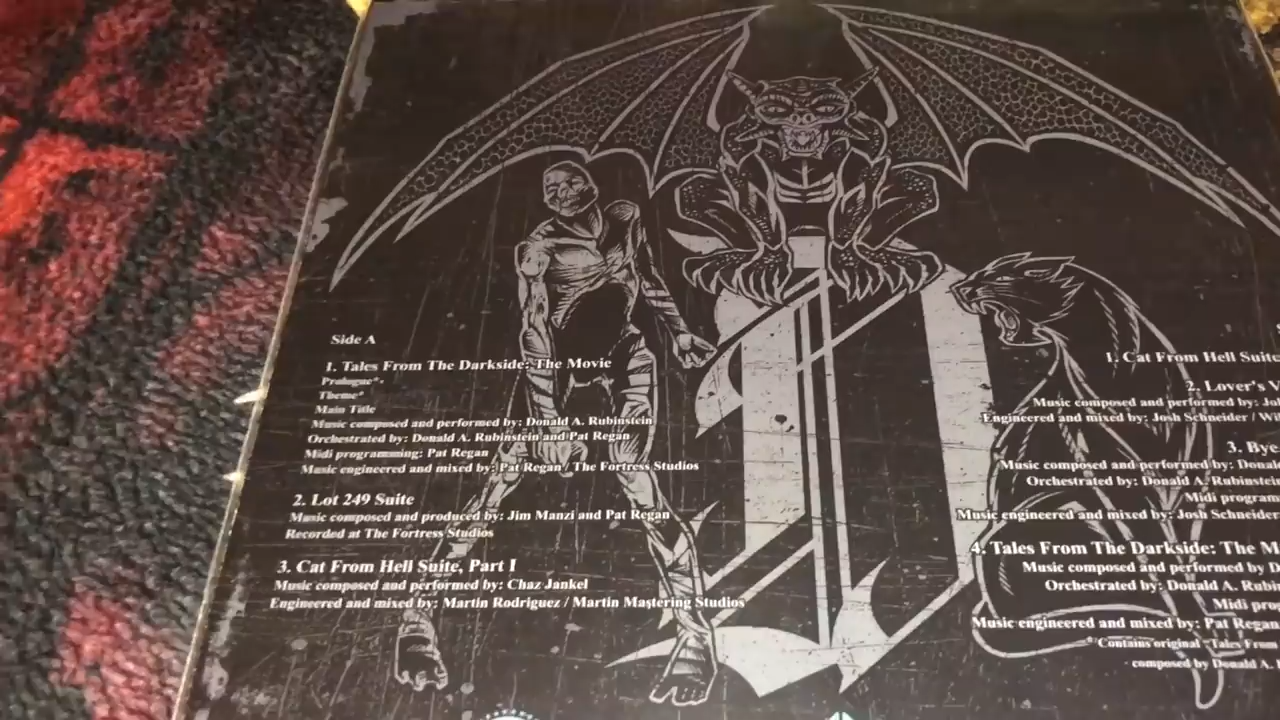 Side A
1. Tales From The Darkside: The Movie
Prologue*
Theme*
Main Title
Music composed and performed by: Donald A. Rubinstein
Orchestrated by: Donald A. Rubinstein and Pat Regan
Midi programming: Pat Regan
Music engineered and mixed by: Pat Regan / The Fortress Studios
2. Lot 249 Suite
Music composed and produced by: Jim Manzi and Pat Regan
Recorded at The Fortress Studios
3. Cat From Hell Suite, Part I
Music composed and performed by: Chaz Jankel
Engineered and mixed by: Martin Rodriguez / Martin Mastering Studios
1. Cat From Hell Suite
2. Lover's V
Music composed and performed by: Jo
Engineered and mixed by: Josh Schneider / Wi
3. Bye
Music composed and performed by: Donal
Orchestrated by: Donald A. Rubinstein
Midi program
Music engineered and mixed by: Josh Schneider
4. Tales From The Darkside: The M
Music composed and performed by D
Orchestrated by: Donald A. Rubin
Midi pro
Music engineered and mixed by: Pat Regan
*Contains original "Tales From
composed by Donald A.